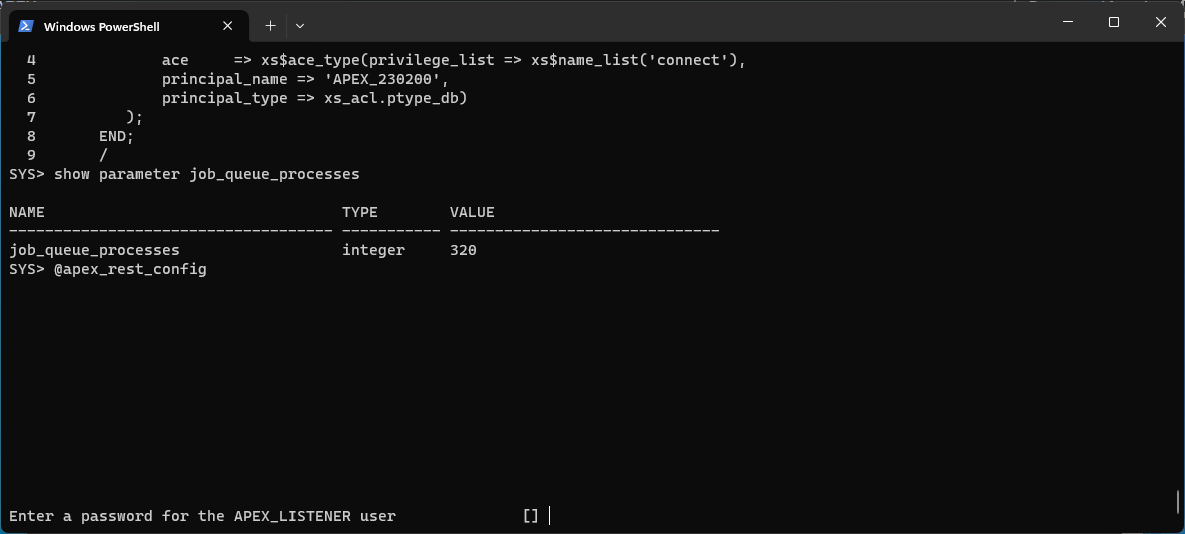 Windows PowerShell
4 ace => xs$ace_type(privilege_list => xs$name_list('connect'),
5 principal_name => 'APEX_230200',
6 principal_type => xs_acl.ptype_db)
7 );
8 END;
9 /
SYS> show parameter job_queue_processes
NAME TYPE VALUE
------------------------------------ ----------- ------------------------------
job_queue_processes integer 320
SYS> @apex_rest_config
Enter a password for the APEX_LISTENER user []